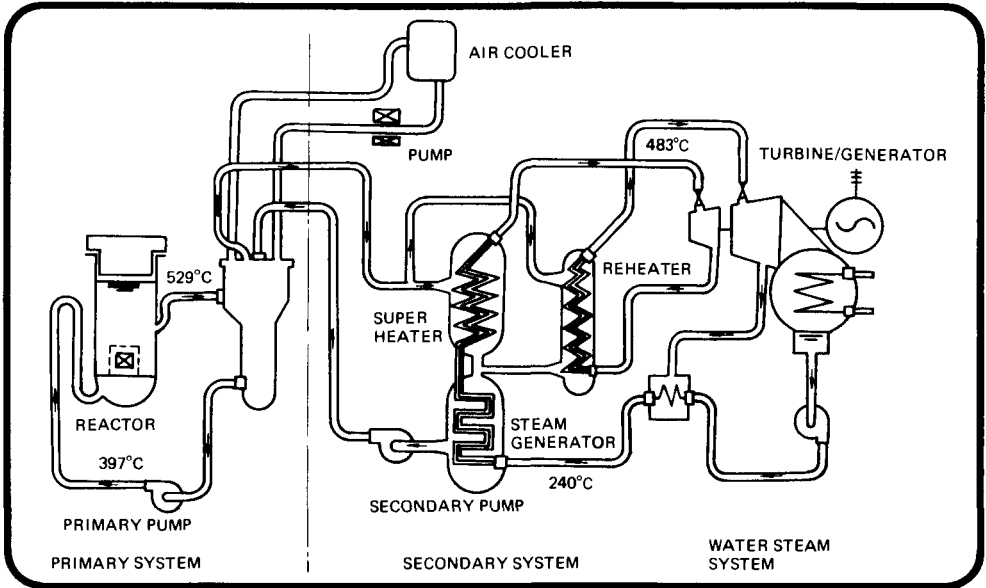 AIR COOLER
PUMP
483°C
TURBINE/GENERATOR
529°C
REHEATER
SUPER
HEATER
REACTOR
STEAM
GENERATOR
397°C
240°C
SECONDARY PUMP
PRIMARY PUMP
PRIMARY SYSTEM
SECONDARY SYSTEM
WATER STEAM
SYSTEM